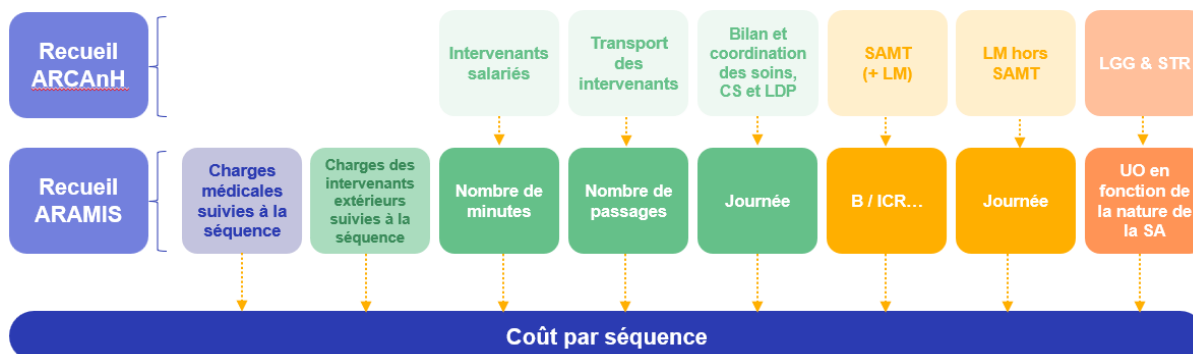 Recueil
ARCAnH
Intervenants
salariés
Transport
des
intervenants
Bilan et
coordination
des soins,
CS et LDP
SAMT
(+ LM)
LM hors
SAMT
LGG & STR
Recueil
ARAMIS
Charges
médicales
suivies à la
séquence
Charges des
intervenants
extérieurs
suivies à la
séquence
Nombre de
minutes
Nombre de
passages
Journée
B / ICR...
Journée
UO en
fonction de
la nature de
la SA
Coût par séquence